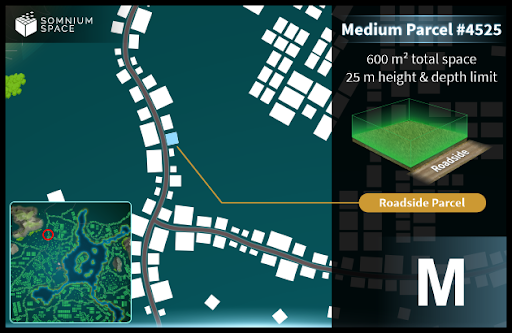 SOMNIUM
SPACE
Medium Parcel #4525
600 m² total space
25 m height & depth limit
Roadside
Roadside Parcel
M